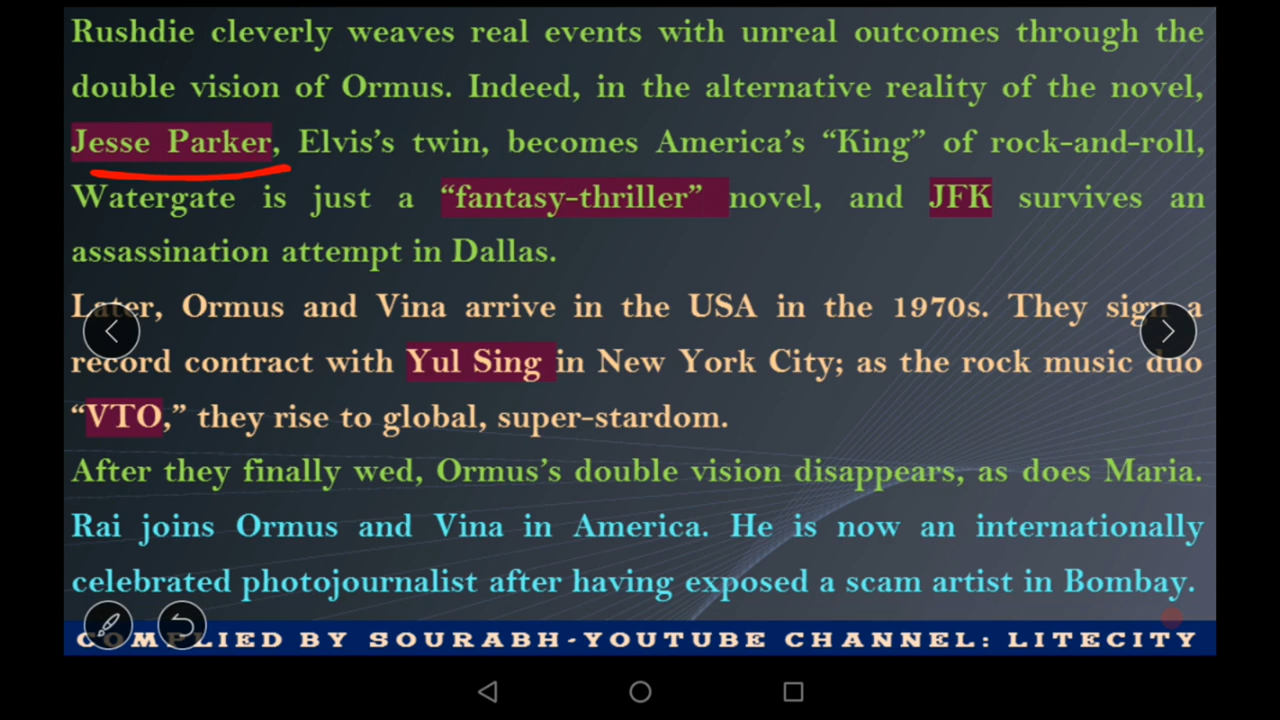 Rushdie cleverly weaves real events with unreal outcomes through the
double vision of Ormus. Indeed, in the alternative reality of the novel,
Jesse Parker, Elvis's twin, becomes America's “King” of rock-and-roll,
Watergate is just a “fantasy-thriller” novel, and JFK survives an
assassination attempt in Dallas.
Later, Ormus and Vina arrive in the USA in the 1970s. They sign a
record contract with Yul Sing in New York City; as the rock music duo
“VTO,” they rise to global, super-stardom.
After they finally wed, Ormus's double vision disappears, as does Maria.
Rai joins Ormus and Vina in America. He is now an internationally
celebrated photojournalist after having exposed a scam artist in Bombay.
COMPLIED BY SOURABH-YOUTUBE CHANNEL: LITECITY